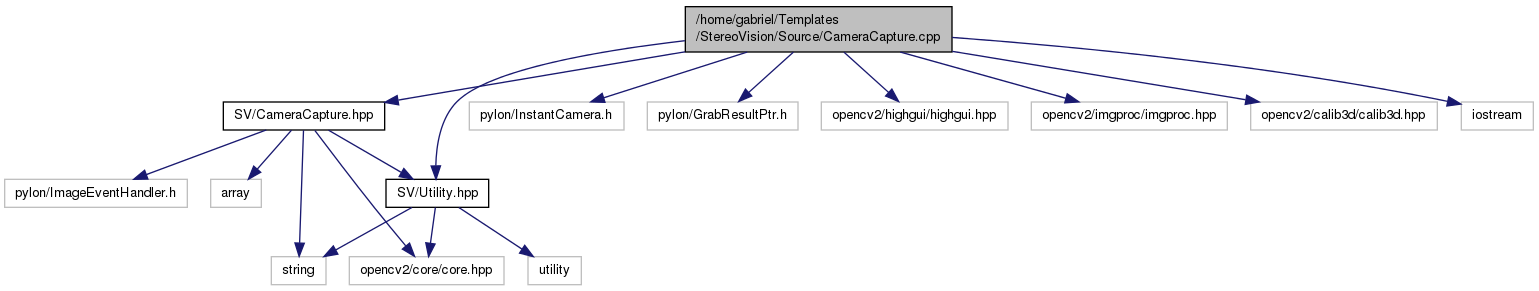 /home/gabriel/Templates
/StereoVision/Source/CameraCapture.cpp
SV/CameraCapture.hpp
pylon/InstantCamera.h
pylon/GrabResultPtr.h
opencv2/highgui/highgui.hpp
opencv2/imgproc/imgproc.hpp
opencv2/calib3d/calib3d.hpp
iostream
pylon/ImageEventHandler.h
array
SV/Utility.hpp
string
opencv2/core/core.hpp
utility